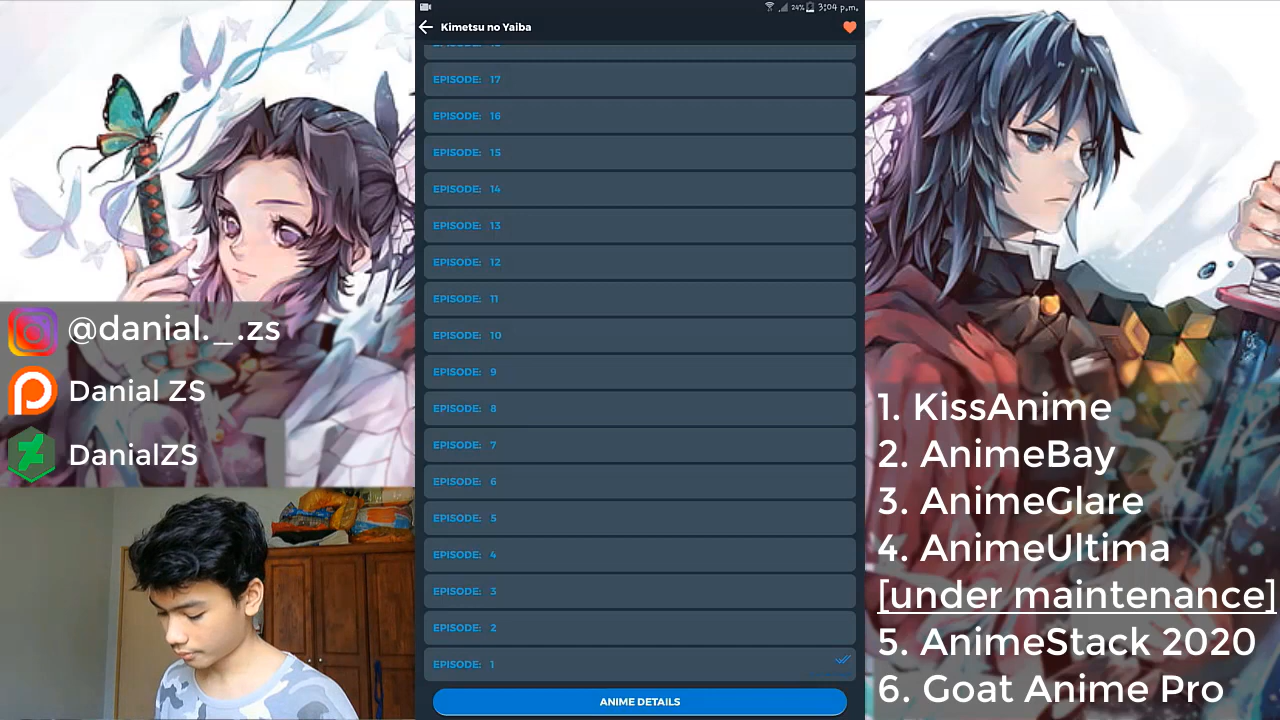 24% 3:04 p.m.
Kimetsu no Yaiba
EPISODE: 17
EPISODE: 16
EPISODE: 15
EPISODE: 14
EPISODE: 13
EPISODE: 12
EPISODE: 11
EPISODE: 10
EPISODE: 9
EPISODE: 8
EPISODE: 7
EPISODE: 6
EPISODE: 5
EPISODE: 4
EPISODE: 3
EPISODE: 2
EPISODE: 1
ANIME DETAILS
@danial._.zs
Danial ZS
DanialZS
1. KissAnime
2. AnimeBay
3. AnimeGlare
4. AnimeUltima
[under maintenance]
5. AnimeStack 2020
6. Goat Anime Pro